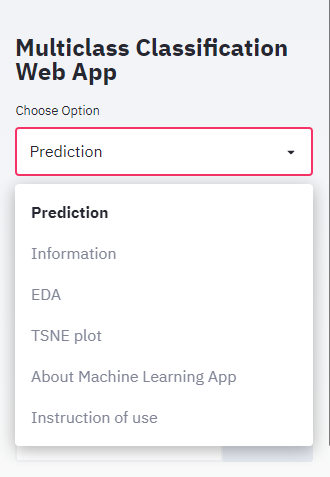 Multiclass Classification
Web App
Choose Option
Prediction
Prediction
Information
EDA
TSNE plot
About Machine Learning App
Instruction of use